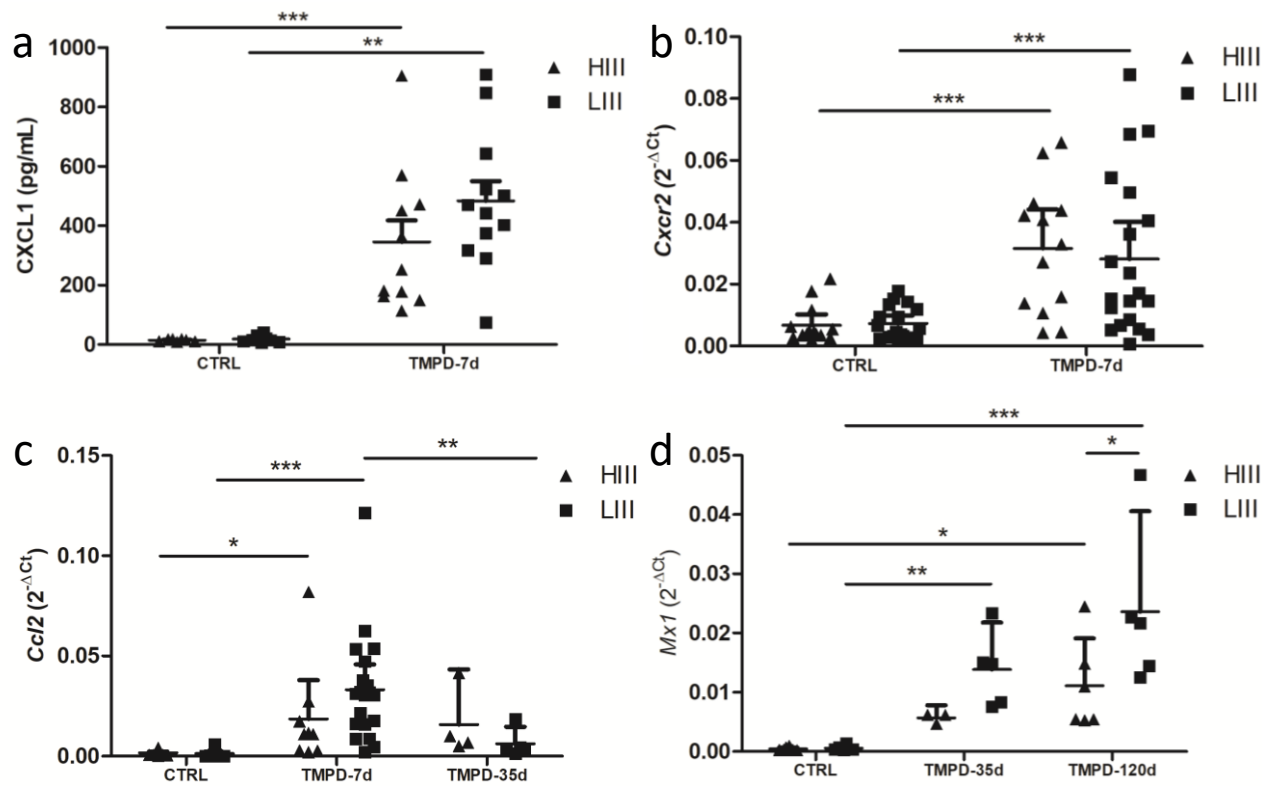 a
***
**
CXCL1 (pg/mL)
1000
800
600
400
200
0
CTRL
TMPD-7d
▲ HIII
■ LIII
b
***
***
Cxcr2 (2^-ΔCt)
0.10
0.08
0.06
0.04
0.02
0.00
CTRL
TMPD-7d
▲ HIII
■ LIII
c
**
***
*
Ccl2 (2^-ΔCt)
0.15
0.10
0.05
0.00
CTRL
TMPD-7d
TMPD-35d
▲ HIII
■ LIII
d
***
*
*
**
Mx1 (2^-ΔCt)
0.05
0.04
0.03
0.02
0.01
0.00
CTRL
TMPD-35d
TMPD-120d
▲ HIII
■ LIII